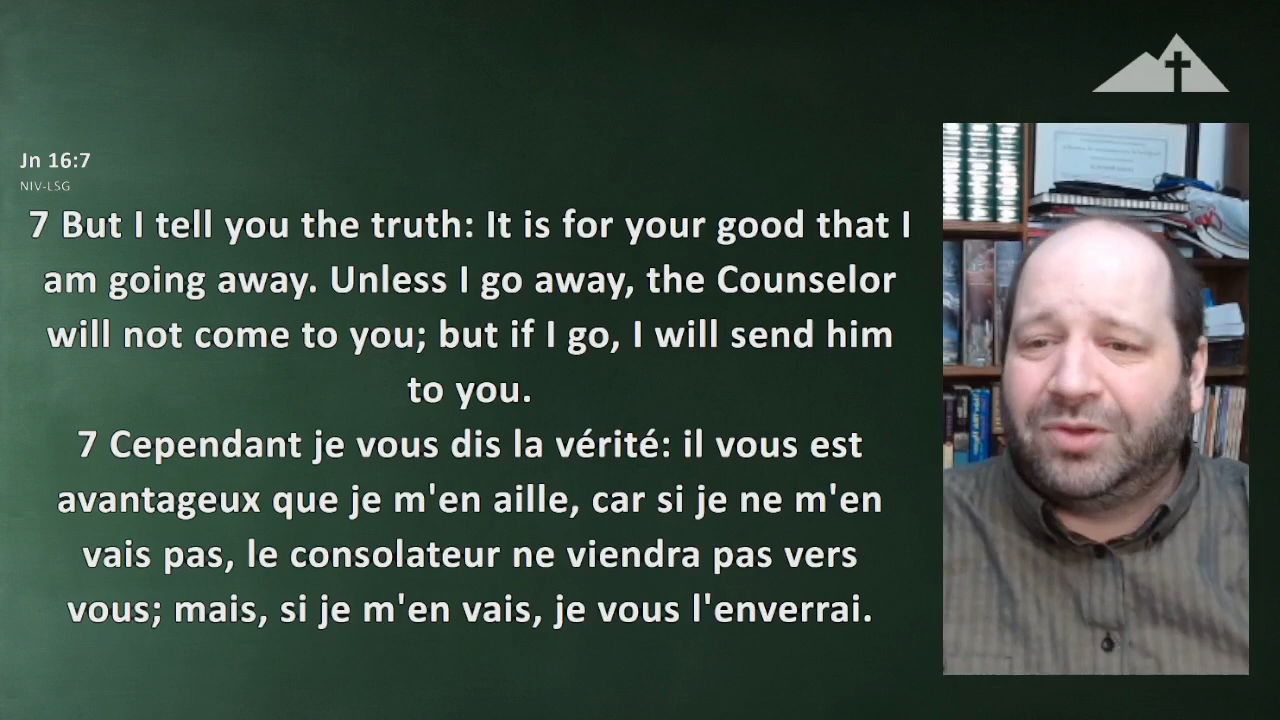 Jn 16:7
NIV-LSG
7 But I tell you the truth: It is for your good that I
am going away. Unless I go away, the Counselor
will not come to you; but if I go, I will send him
to you.
7 Cependant je vous dis la vérité: il vous est
avantageux que je m'en aille, car si je ne m'en
vais pas, le consolateur ne viendra pas vers
vous; mais, si je m'en vais, je vous l'enverrai.